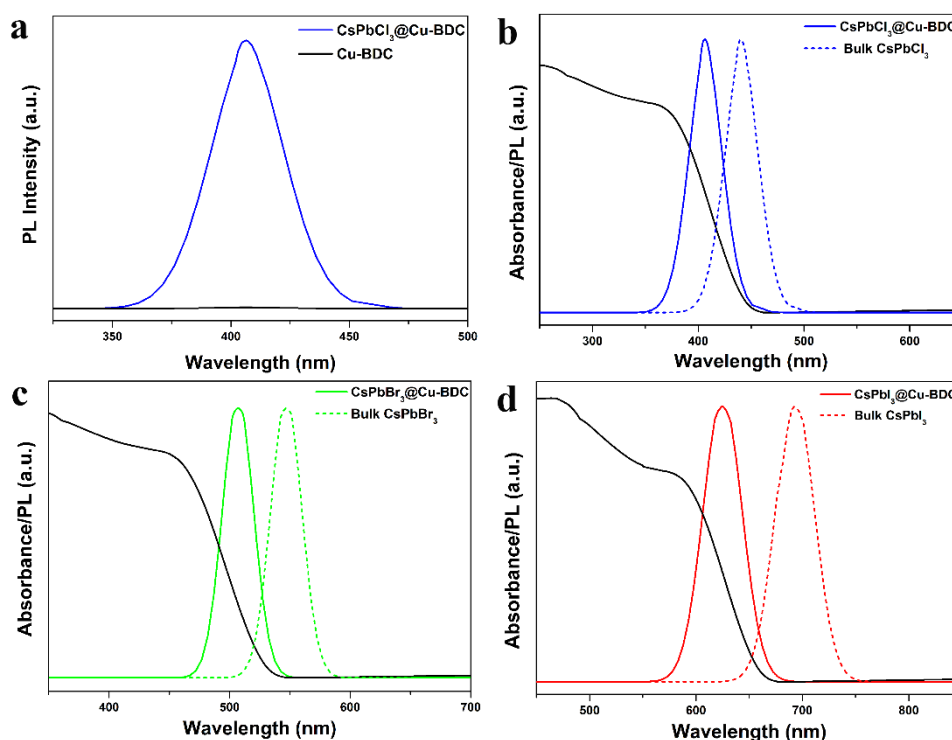 a
CsPbCl₃@Cu-BDC
Cu-BDC
PL Intensity (a.u.)
350 400 450 500
Wavelength (nm)
b
CsPbCl₃@Cu-BDC
Bulk CsPbCl₃
Absorbance/PL (a.u.)
300 400 500 600
Wavelength (nm)
c
CsPbBr₃@Cu-BDC
Bulk CsPbBr₃
Absorbance/PL (a.u.)
400 500 600 700
Wavelength (nm)
d
CsPbI₃@Cu-BDC
Bulk CsPbI₃
Absorbance/PL (a.u.)
500 600 700 800
Wavelength (nm)